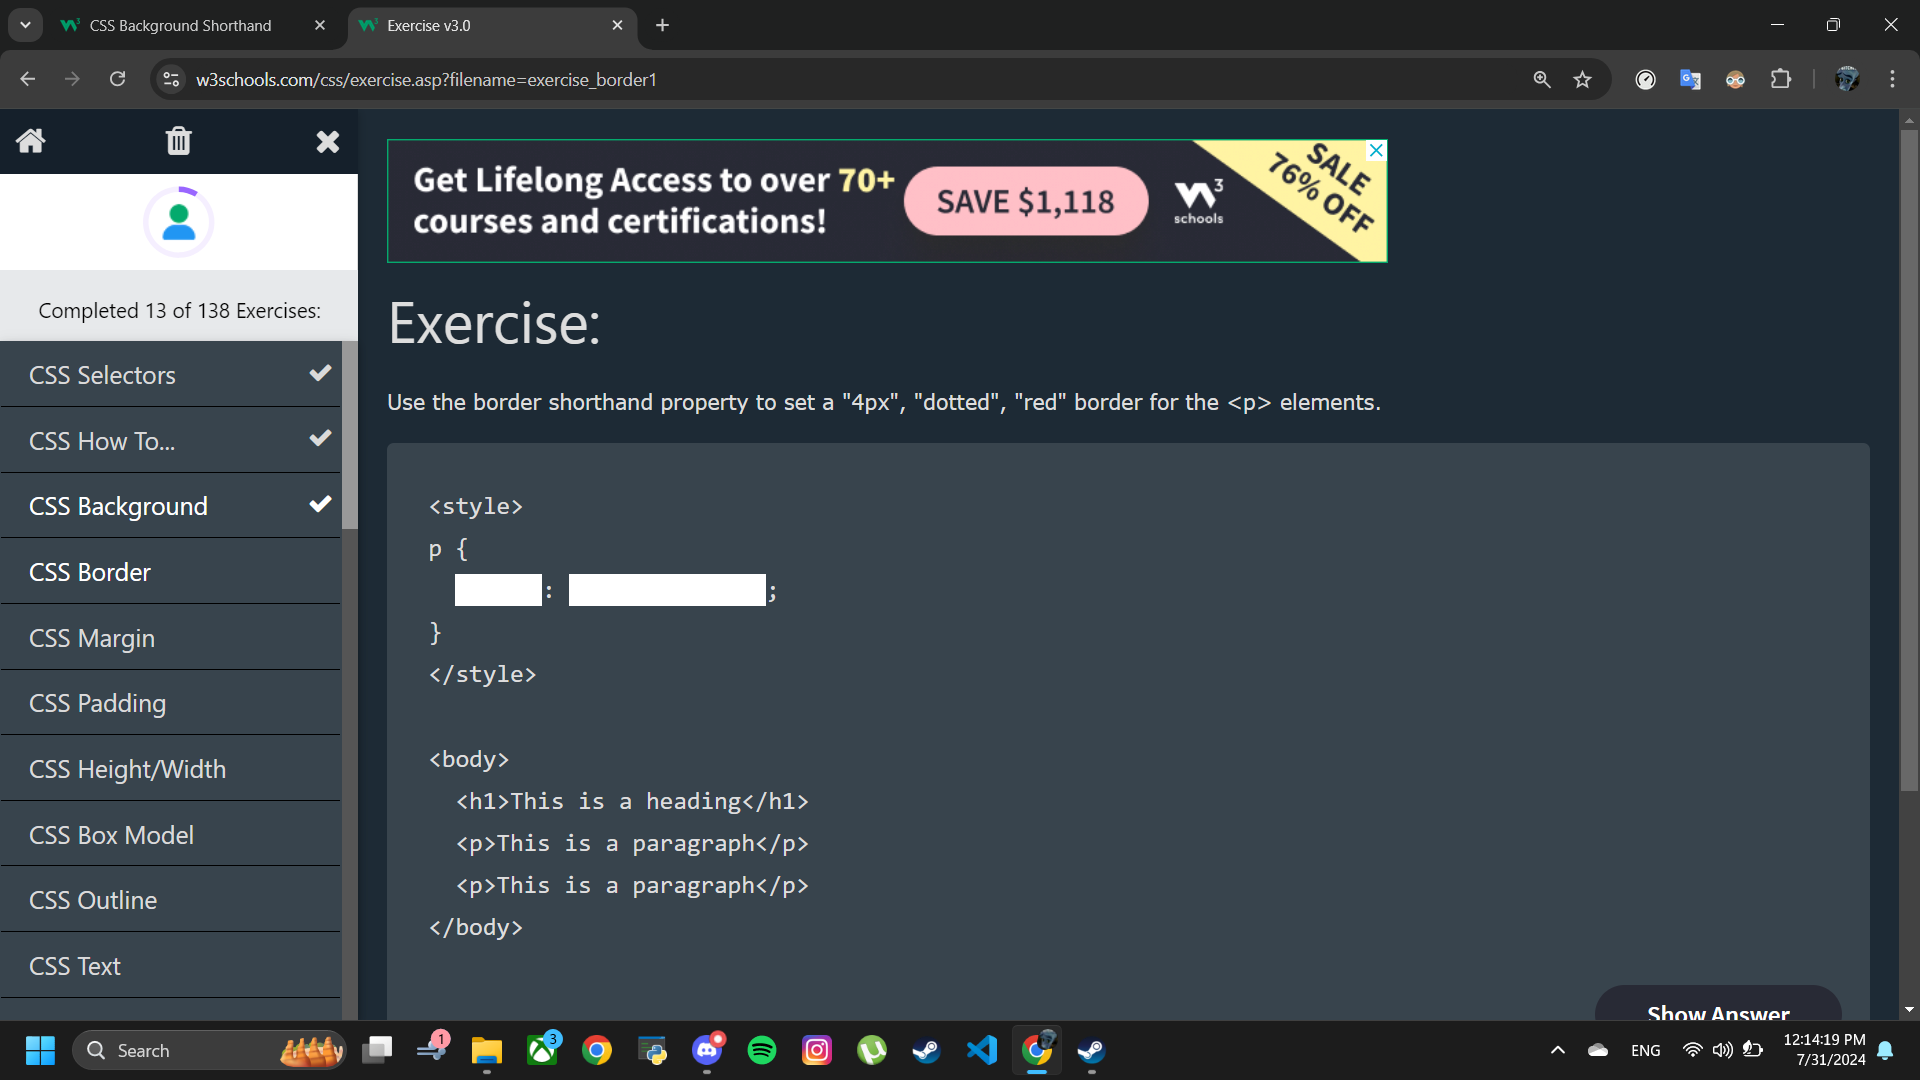 CSS Background Shorthand
Exercise v3.0
w3schools.com/css/exercise.asp?filename=exercise_border1
Get Lifelong Access to over 70+
courses and certifications!
SAVE $1,118
3
schools
SALE
76% OFF
Completed 13 of 138 Exercises:
CSS Selectors
CSS How To...
CSS Background
CSS Border
CSS Margin
CSS Padding
CSS Height/Width
CSS Box Model
CSS Outline
CSS Text
Exercise:
Use the border shorthand property to set a "4px", "dotted", "red" border for the <p> elements.
<style>
p {
: ;
}
</style>
<body>
<h1>This is a heading</h1>
<p>This is a paragraph</p>
<p>This is a paragraph</p>
</body>
Show Answer
Search
1
3
ENG
12:14:19 PM
7/31/2024